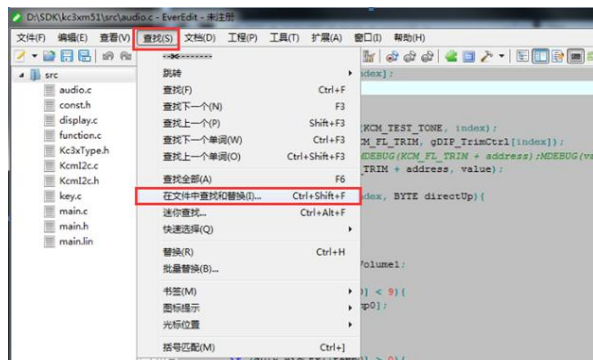 D:\SDK\kc3xm51\src\audio.c - EverEdit - 未注册
文件(F) 编辑(E) 查看(V) 查找(S) 文档(D) 工程(P) 工具(T) 扩展(A) 窗口(I) 帮助(H)
src
audio.c
const.h
display.c
function.c
Kc3xType.h
KcmI2c.c
KcmI2c.h
key.c
main.c
main.h
main.lin
跳转
查找(F) Ctrl+F
查找下一个(N) F3
查找上一个(P) Shift+F3
查找下一个单词(W) Ctrl+F3
查找上一个单词(O) Ctrl+Shift+F3
查找全部(A) F6
在文件中查找和替换(I)... Ctrl+Shift+F
迷你查找... Ctrl+Alt+F
快速选择(Q)
替换(R) Ctrl+H
批量替换(B)...
书签(M)
图标提示
光标位置
括号匹配(M) Ctrl+]
index];
(KCM_TEST_TONE, index);
CM_FL_TRIM, gDIP_TrimCtrl[index]);
MDEBUG(KCM_FL_TRIM + address);MDEBUG(va
TRIM + address, value);
ndex, BYTE directUp){
Volume1;
0] < 9){
mp0];